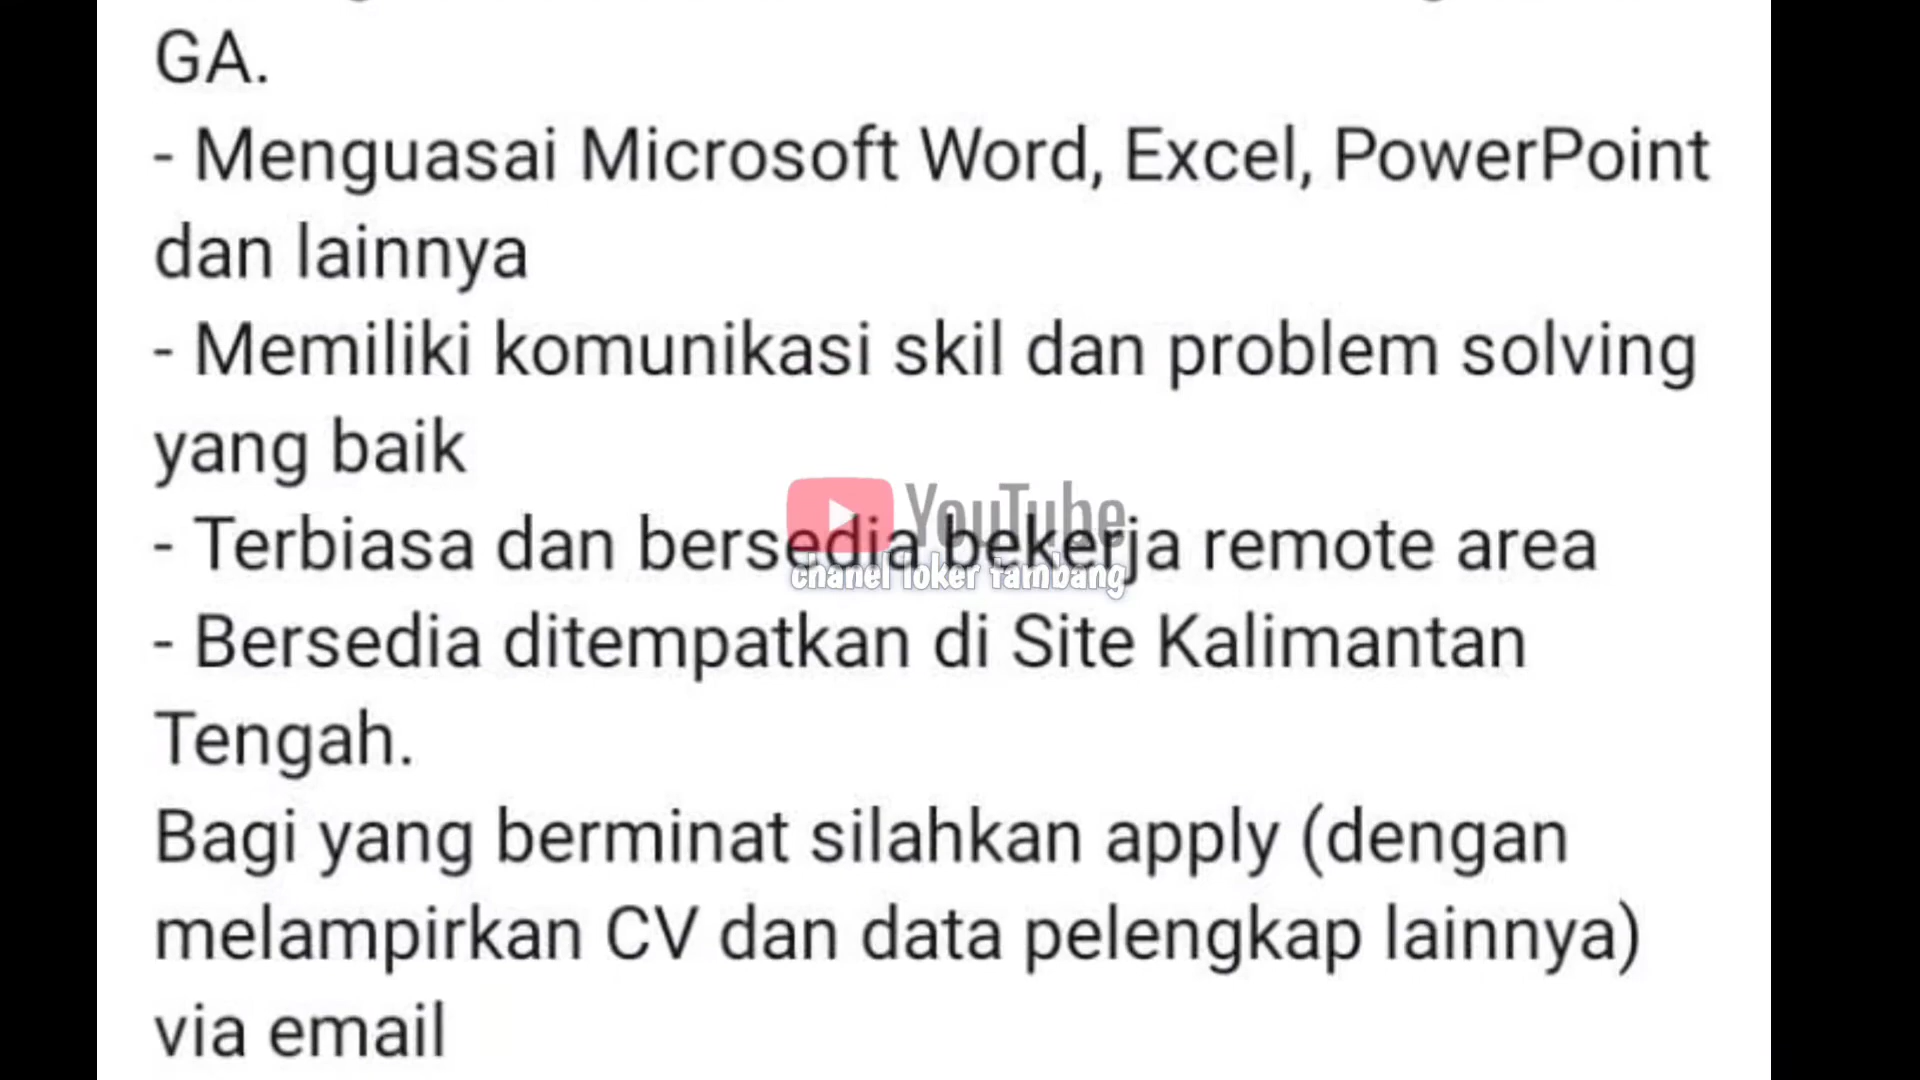 GA.
- Menguasai Microsoft Word, Excel, PowerPoint
dan lainnya
- Memiliki komunikasi skil dan problem solving
yang baik
YouTube
- Terbiasa dan bersedia bekerja remote area
chanel loker tambang
- Bersedia ditempatkan di Site Kalimantan
Tengah.
Bagi yang berminat silahkan apply (dengan
melampirkan CV dan data pelengkap lainnya)
via email